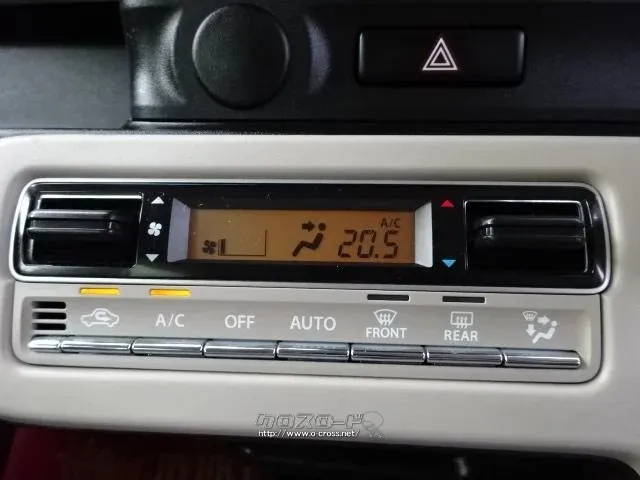 A/C
20.5
A/C OFF AUTO FRONT REAR
クロスロード
http://www.o-cross.net/